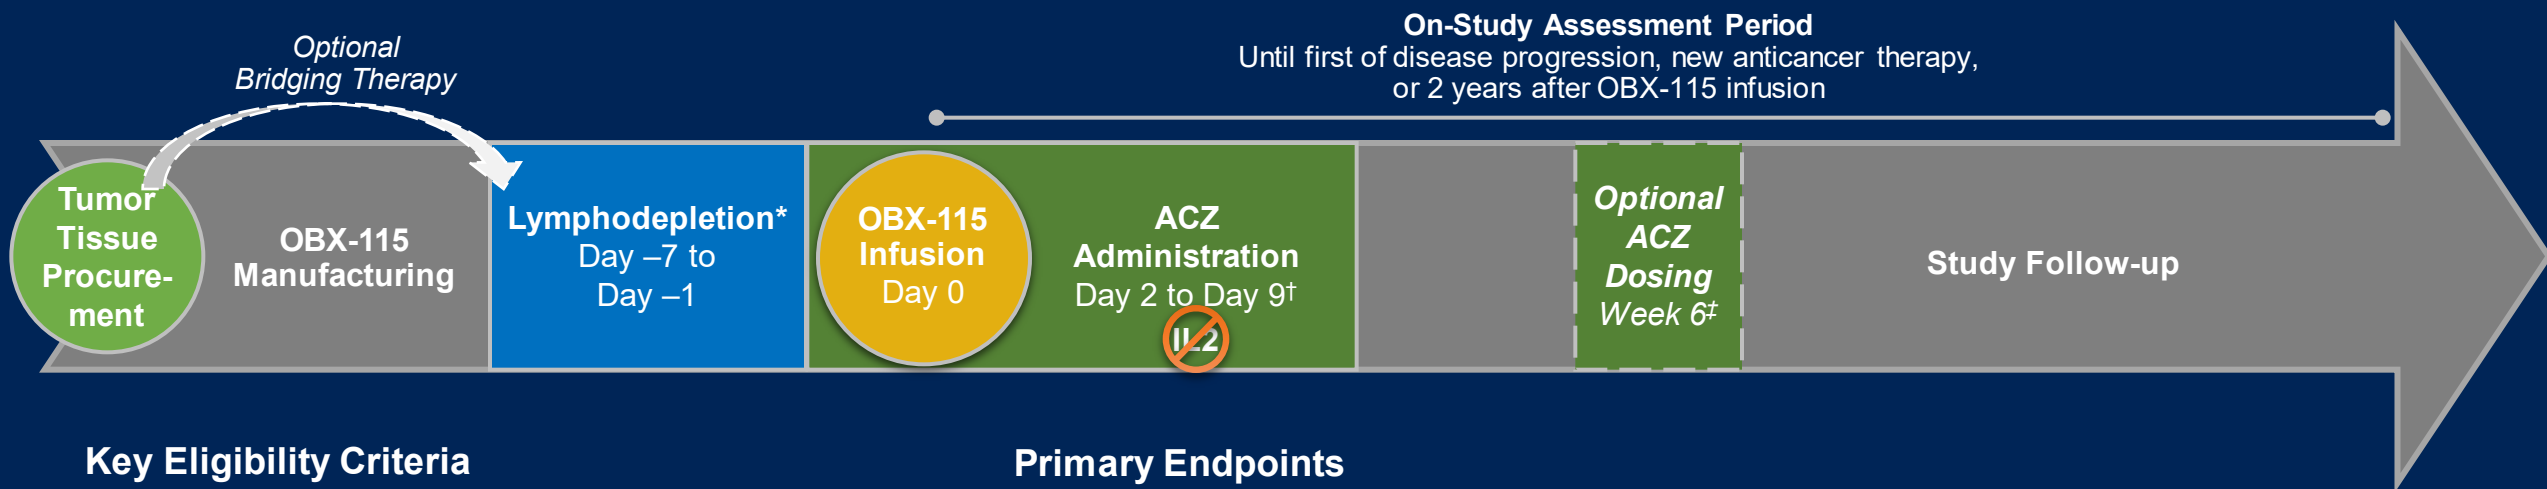 On-Study Assessment Period
Until first of disease progression, new anticancer therapy,
or 2 years after OBX-115 infusion
Optional
Bridging Therapy
Tumor
Tissue
Procure-
ment
OBX-115
Manufacturing
Lymphodepletion*
Day –7 to
Day –1
OBX-115
Infusion
Day 0
ACZ
Administration
Day 2 to Day 9†
IL2
Optional
ACZ
Dosing
Week 6‡
Study Follow-up
Key Eligibility Criteria
Primary Endpoints